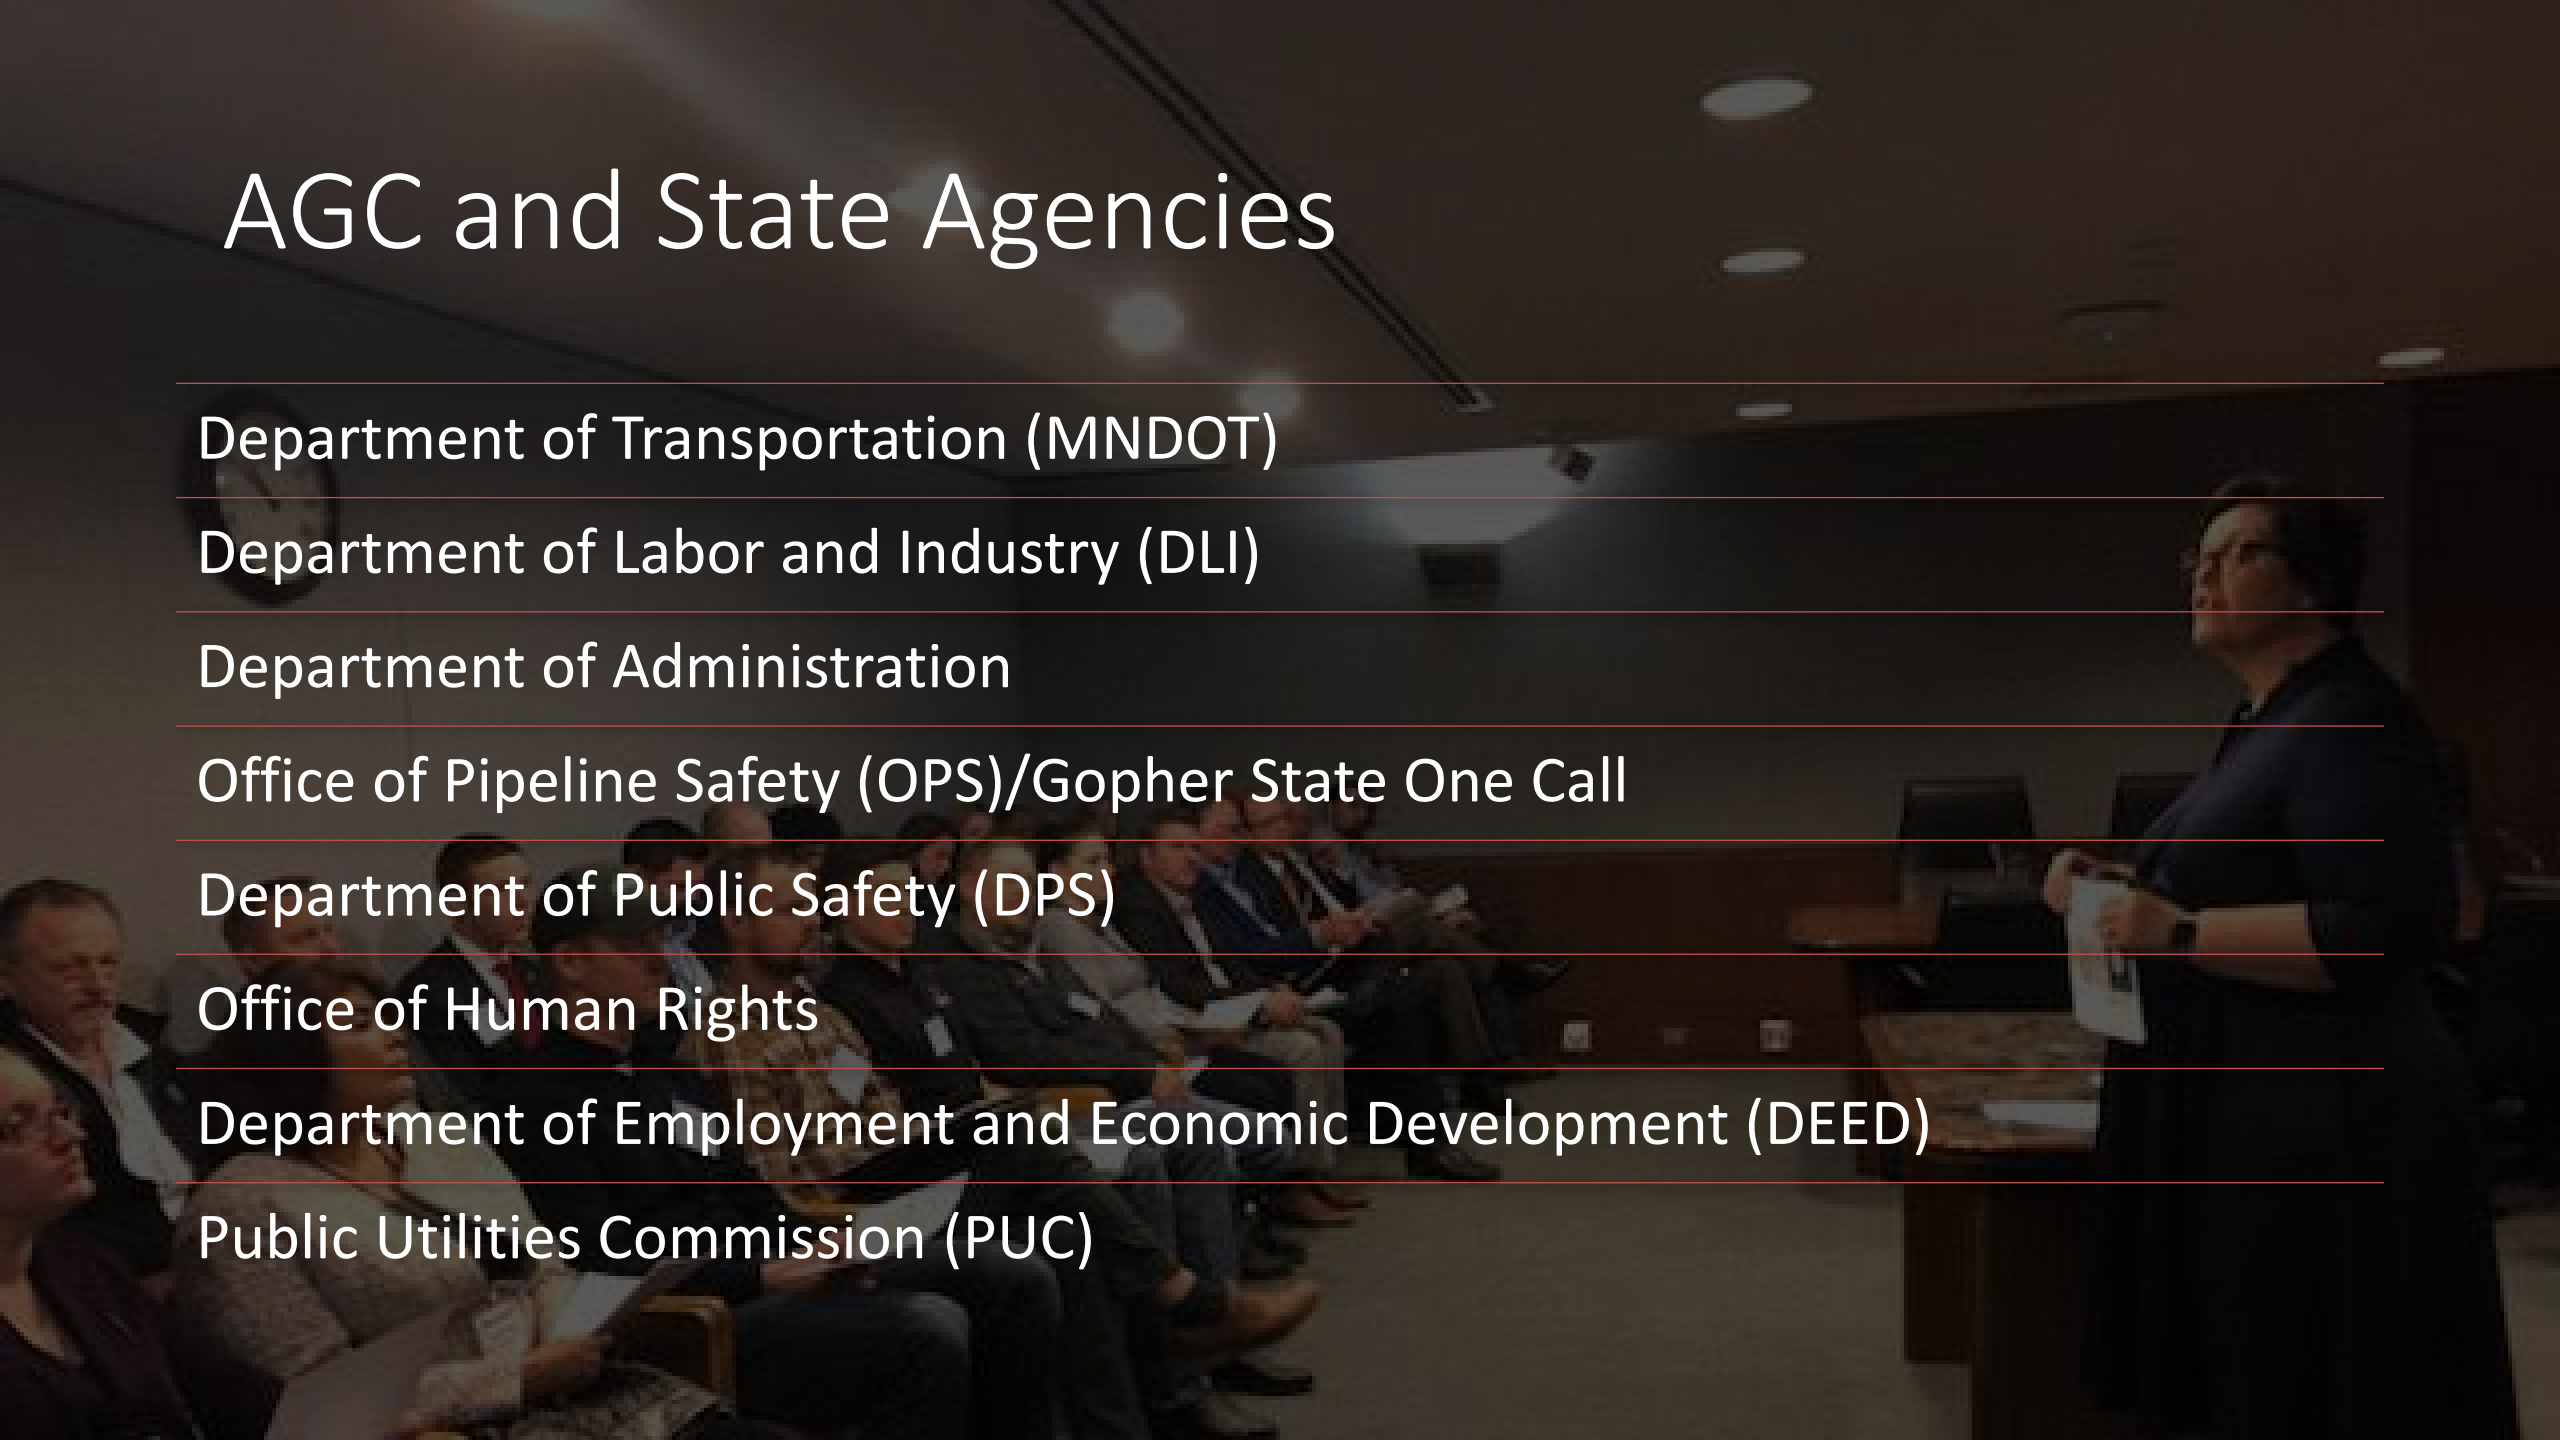 AGC and State Agencies
Department of Transportation (MNDOT)
Department of Labor and Industry (DLI)
Department of Administration
Office of Pipeline Safety (OPS)/Gopher State One Call
Department of Public Safety (DPS)
Office of Human Rights
Department of Employment and Economic Development (DEED)
Public Utilities Commission (PUC)